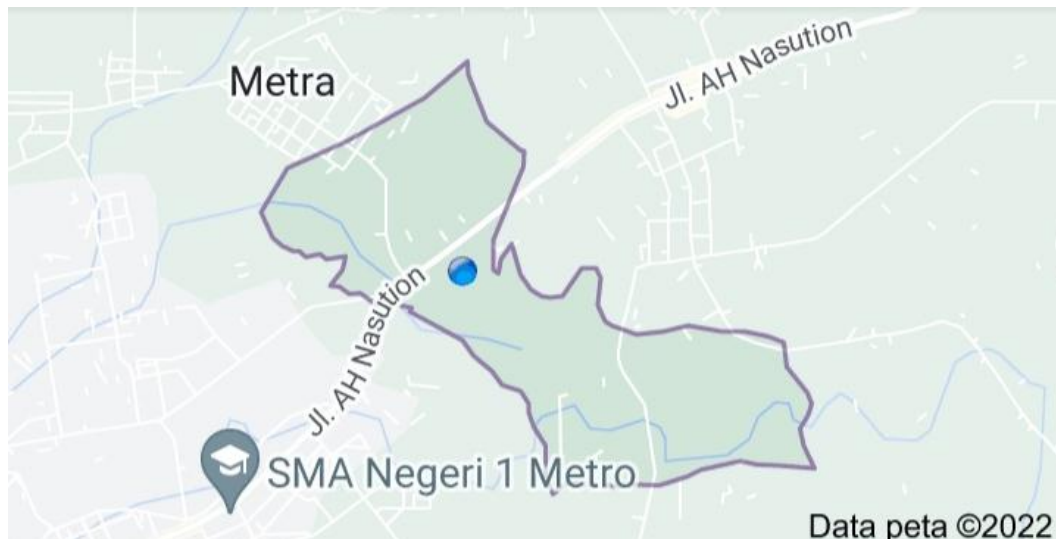 Jl. AH Nasution
Metra
Jl. AH Nasution
SMA Negeri 1 Metro
Data peta ©2022